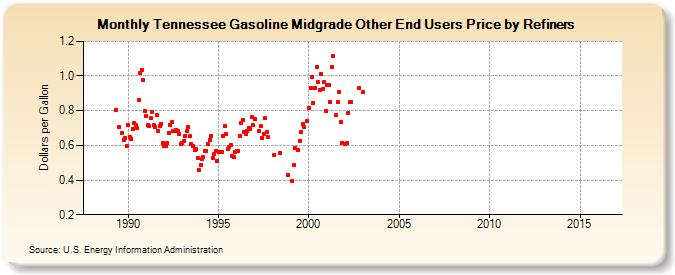 Monthly Tennessee Gasoline Midgrade Other End Users Price by Refiners
Dollars per Gallon
1.2
1.0
0.8
0.6
0.4
0.2
1990 1995 2000 2005 2010 2015
Source: U.S. Energy Information Administration